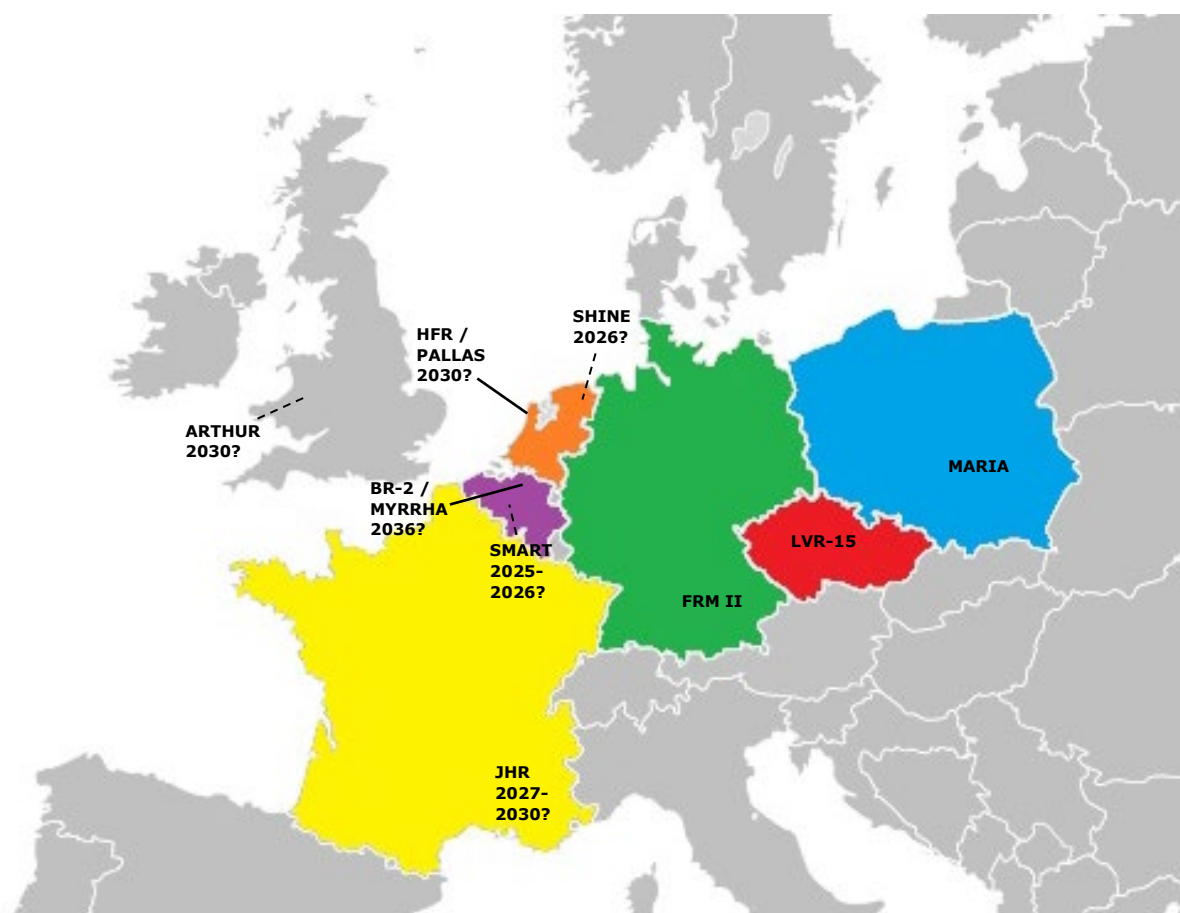 SHINE
2026?
HFR /
PALLAS
2030?
ARTHUR
2030?
MARIA
BR-2 /
MYRRHA
2036?
LVR-15
SMART
2025-
2026?
FRM II
JHR
2027-
2030?